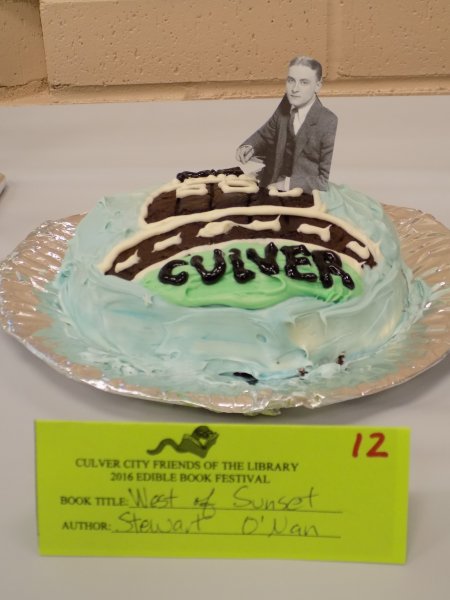 CULVER
12
CULVER CITY FRIENDS OF THE LIBRARY
2016 EDIBLE BOOK FESTIVAL
BOOK TITLE: West of Sunset
AUTHOR: Stewart O'Nan